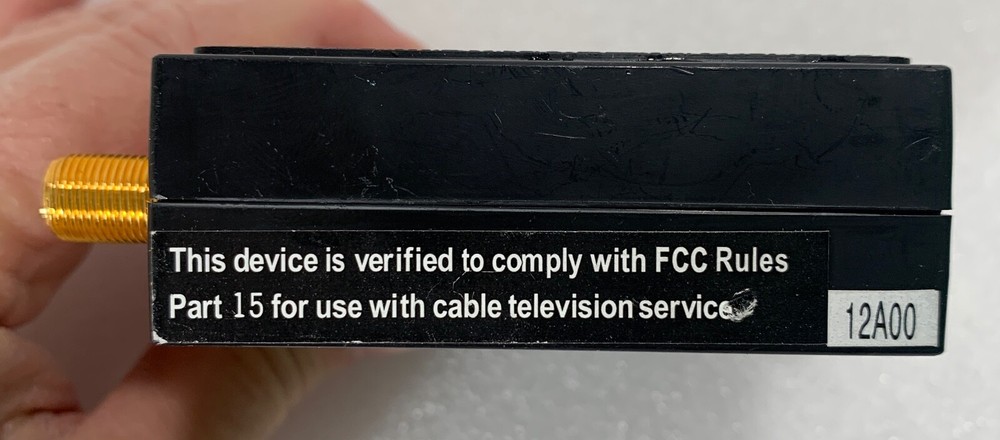 This device is verified to comply with FCC Rules
Part 15 for use with cable television service
12A00